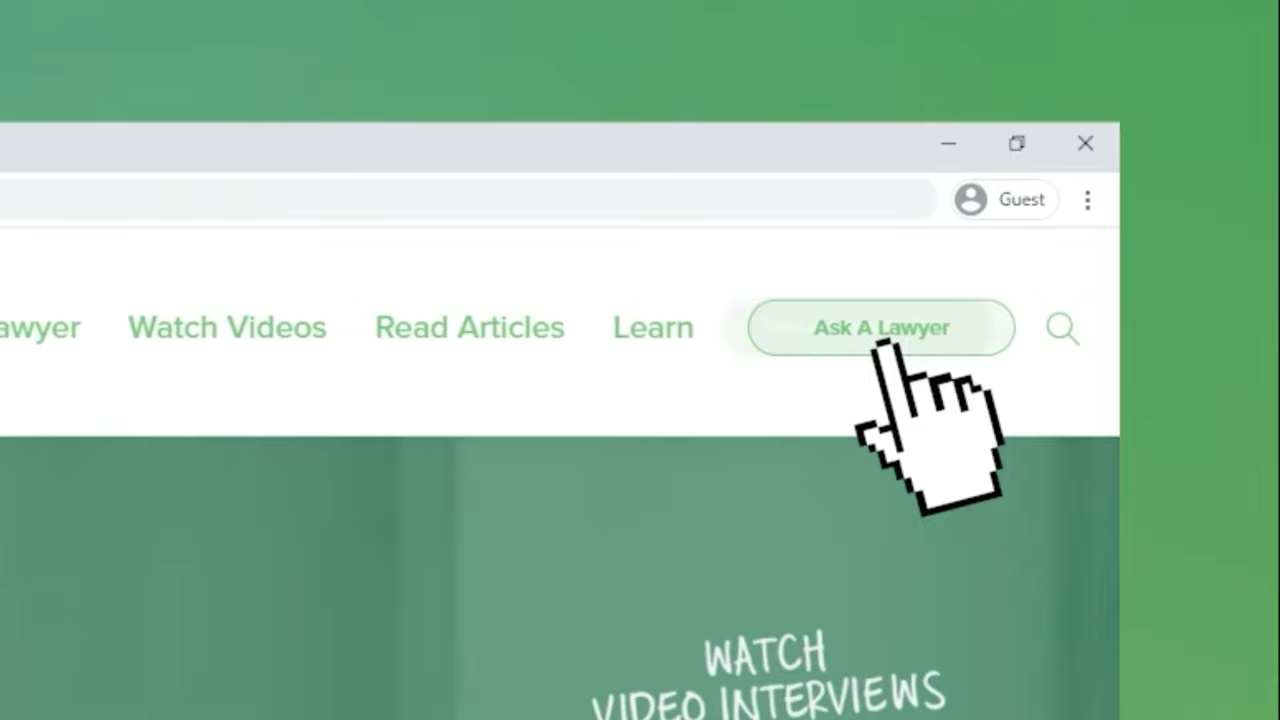 Guest
awyer Watch Videos Read Articles Learn Ask A Lawyer
WATCH
VIDEO INTERVIEWS